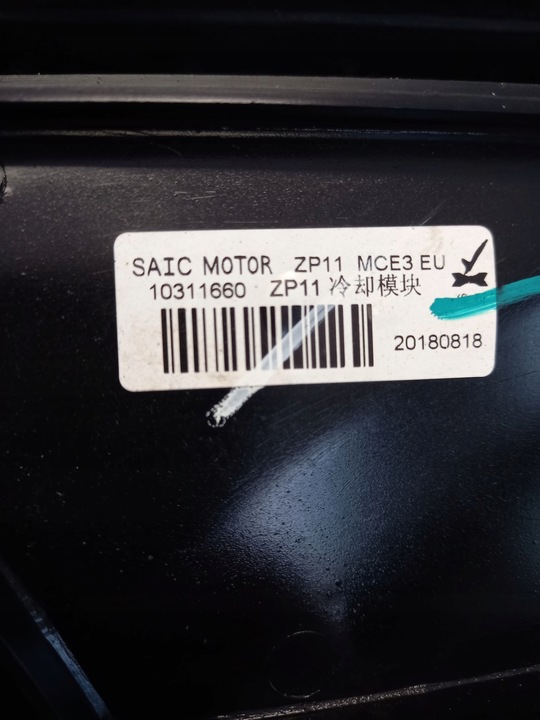 SAIC MOTOR ZP11 MCE3 EU
10311660 ZP11 冷却模块
20180818